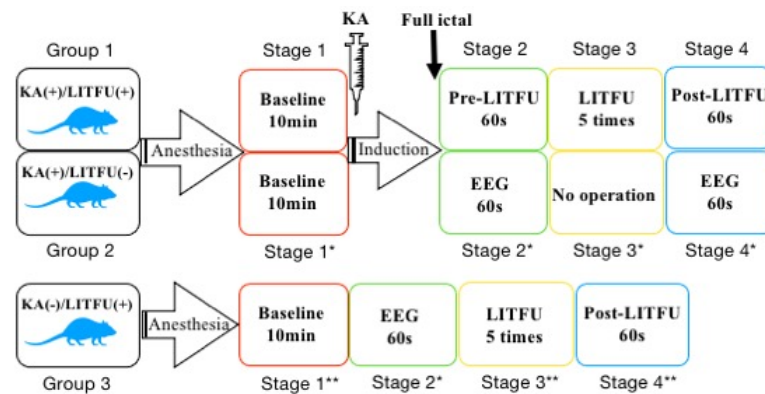 Group 1
KA(+)/LITFU(+)
KA(+)/LITFU(-)
Group 2
Anesthesia
Stage 1
Baseline
10min
Baseline
10min
Stage 1*
KA
Induction
Full ictal
Stage 2
Stage 3
Stage 4
Pre-LITFU
60s
LITFU
5 times
Post-LITFU
60s
EEG
60s
No operation
EEG
60s
Stage 2*
Stage 3*
Stage 4*
KA(-)/LITFU(+)
Group 3
Anesthesia
Baseline
10min
EEG
60s
LITFU
5 times
Post-LITFU
60s
Stage 1**
Stage 2*
Stage 3**
Stage 4**